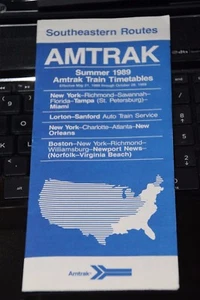 Southeastern Routes
AMTRAK
Summer 1989
Amtrak Train Timetables
Effective May 21, 1989 through October 28, 1989
New York–Richmond–Savannah–
Florida–Tampa (St. Petersburg)–
Miami
Lorton–Sanford Auto Train Service
New York–Charlotte–Atlanta–New
Orleans
Boston–New York–Richmond–
Williamsburg–Newport News–
(Norfolk–Virginia Beach)
Amtrak